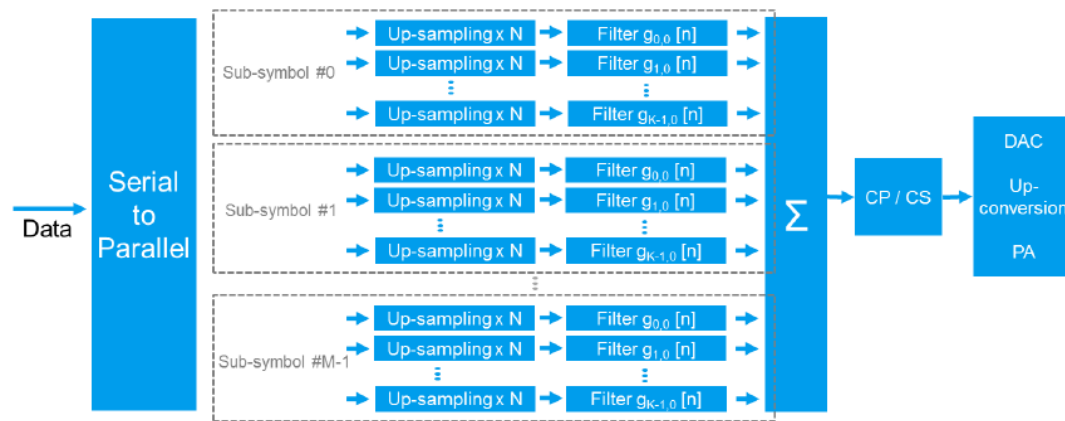 Data
Serial
to
Parallel
Sub-symbol #0
Up-sampling x N
Filter g0,0 [n]
Up-sampling x N
Filter g1,0 [n]
Up-sampling x N
Filter gK-1,0 [n]
Sub-symbol #1
Up-sampling x N
Filter g0,0 [n]
Up-sampling x N
Filter g1,0 [n]
Up-sampling x N
Filter gK-1,0 [n]
Sub-symbol #M-1
Up-sampling x N
Filter g0,0 [n]
Up-sampling x N
Filter g1,0 [n]
Up-sampling x N
Filter gK-1,0 [n]
Σ
CP / CS
DAC
Up-
conversion
PA